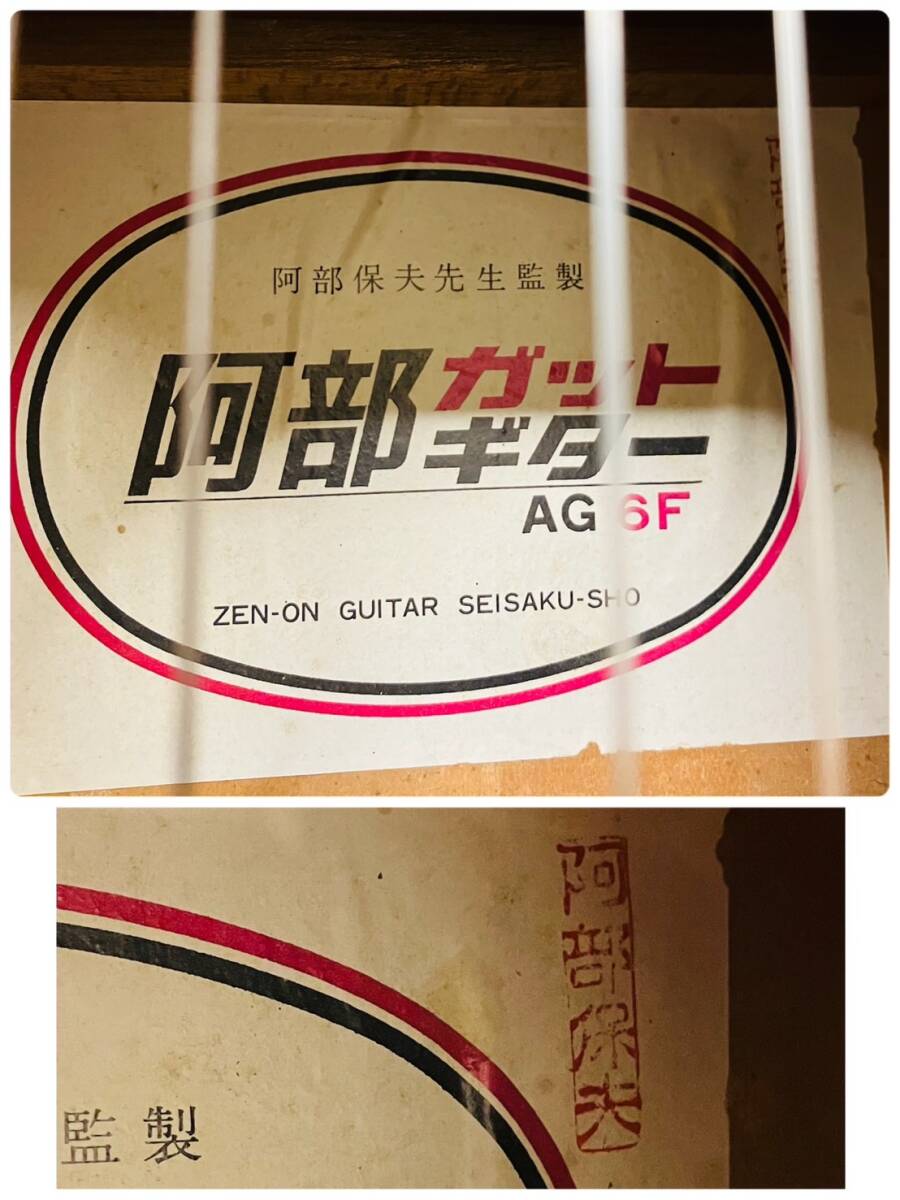 阿部保夫先生監製
阿部ガット
ギター
AG 6F
ZEN-ON GUITAR SEISAKU-SHO
阿部保夫
監製